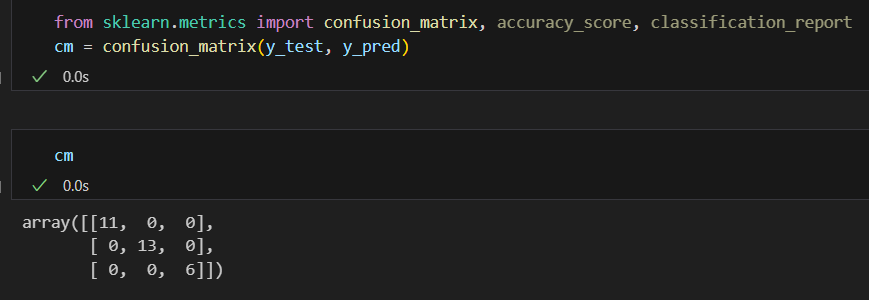 from sklearn.metrics import confusion_matrix, accuracy_score, classification_report
cm = confusion_matrix(y_test, y_pred)
0.0s
cm
0.0s
array([[11,  0,  0],
       [ 0, 13,  0],
       [ 0,  0,  6]])